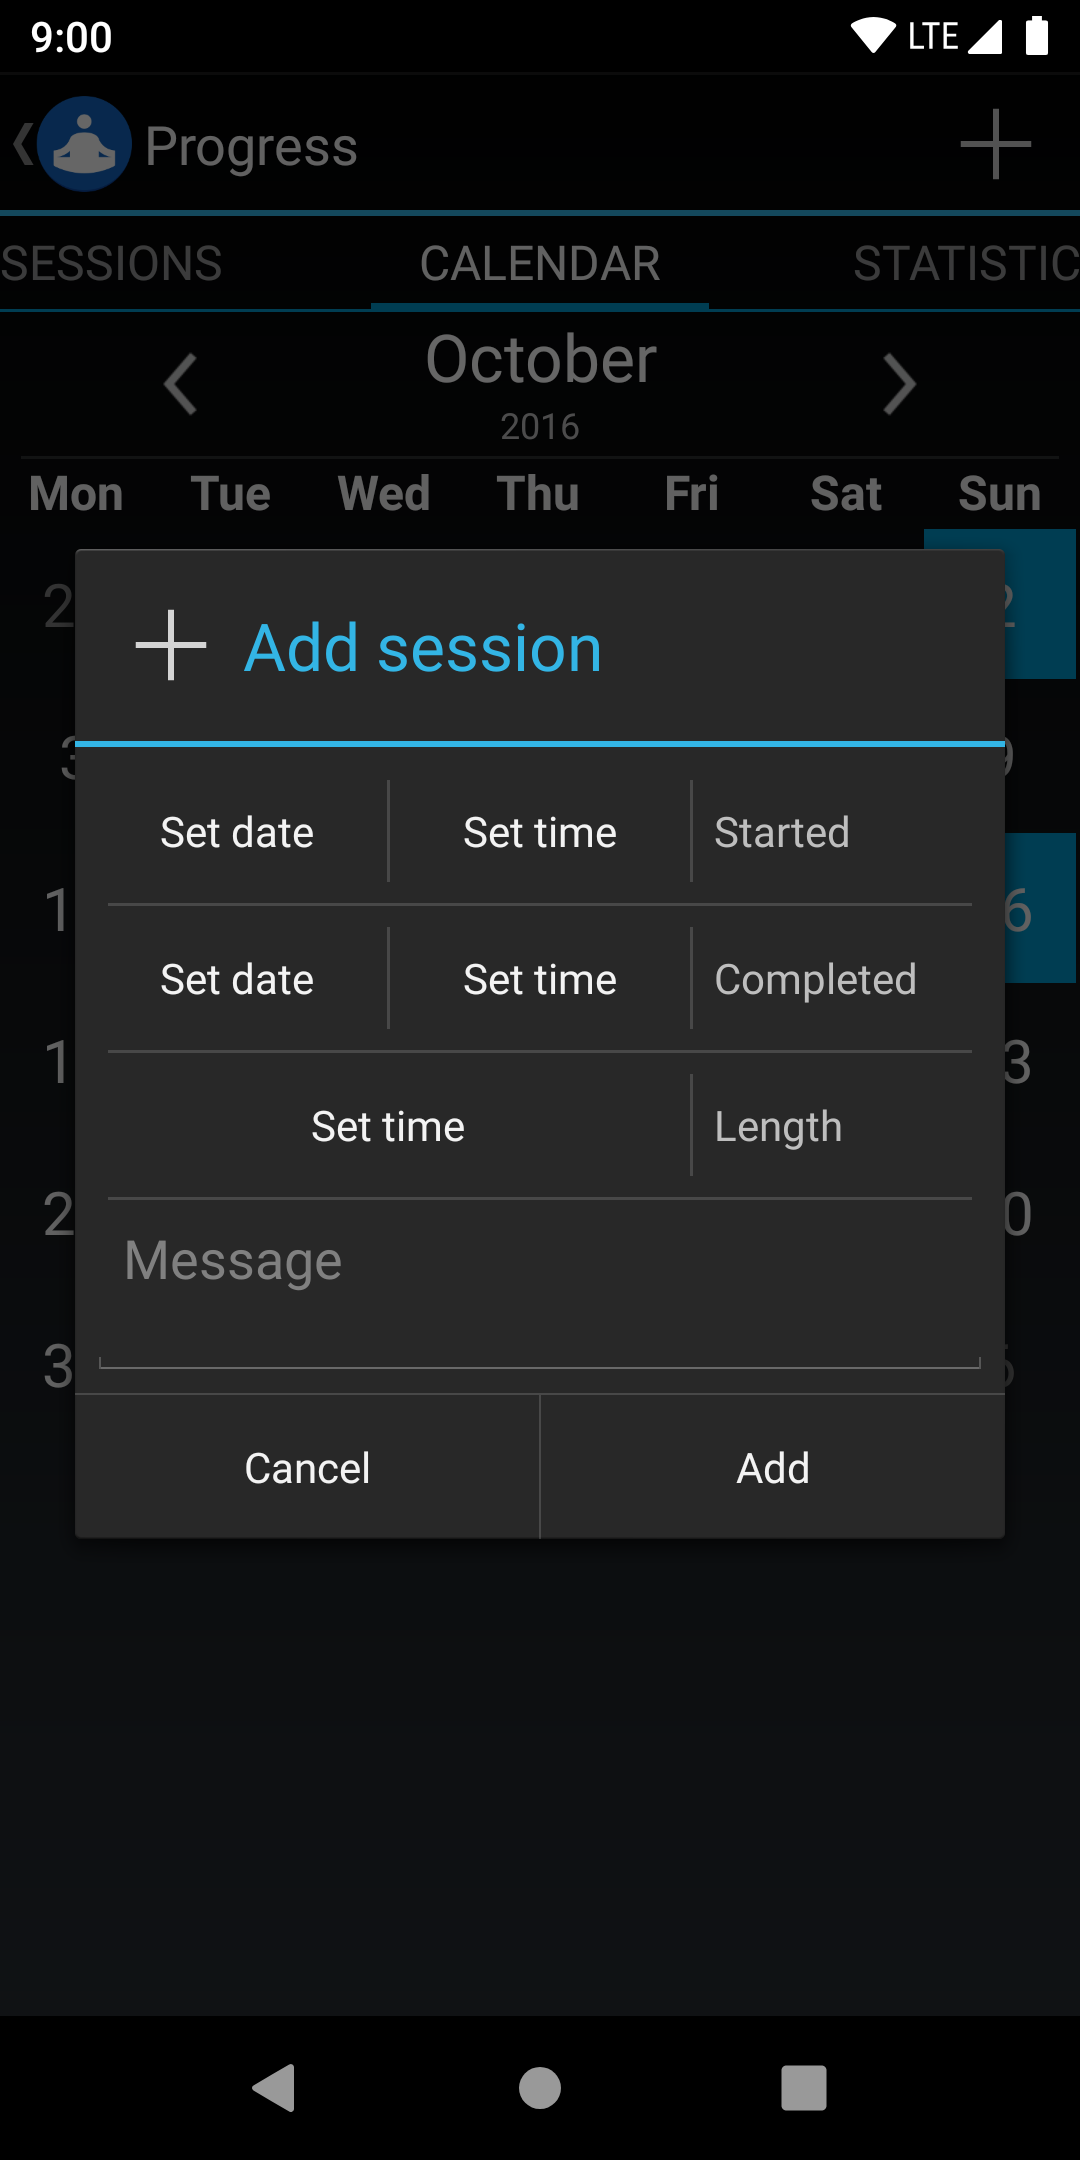 9:00 LTE
Progress
SESSIONS CALENDAR STATISTIC
October
2016
Mon Tue Wed Thu Fri Sat Sun
Add session
Set date Set time Started
Set date Set time Completed
Set time Length
Message
Cancel Add